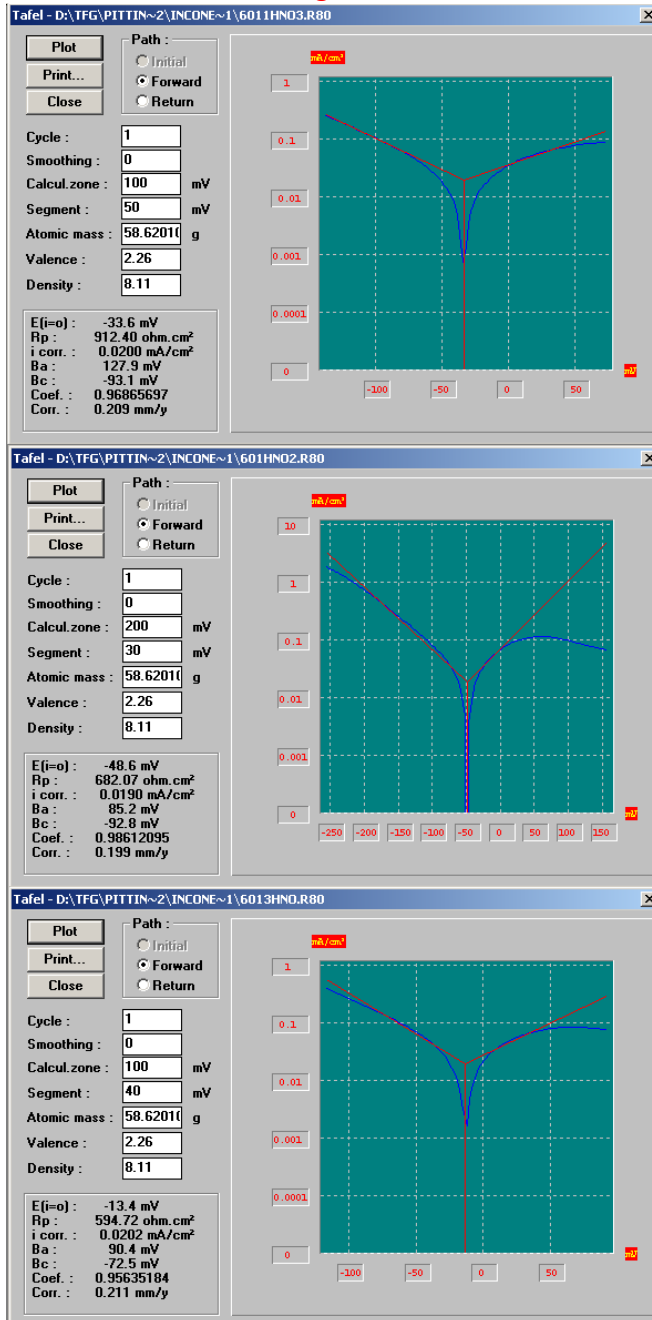 Tafel - D:\TFG\PITTIN~2\INCONE~1\6011HNO3.R80
Plot
Print...
Close
Path :
Initial
Forward
Return
Cycle : 1
Smoothing : 0
Calcul.zone : 100 mV
Segment : 50 mV
Atomic mass : 58.6201( g
Valence : 2.26
Density : 8.11
E(i=o) : -33.6 mV
Rp : 912.40 ohm.cm²
i corr. : 0.0200 mA/cm²
Ba : 127.9 mV
Bc : -93.1 mV
Coef. : 0.96865697
Corr. : 0.209 mm/y
mA/cm²
1
0.1
0.01
0.001
0.0001
0
-100 -50 0 50
mV
Tafel - D:\TFG\PITTIN~2\INCONE~1\601HNO2.R80
Plot
Print...
Close
Path :
Initial
Forward
Return
Cycle : 1
Smoothing : 0
Calcul.zone : 200 mV
Segment : 30 mV
Atomic mass : 58.6201( g
Valence : 2.26
Density : 8.11
E(i=o) : -48.6 mV
Rp : 682.07 ohm.cm²
i corr. : 0.0190 mA/cm²
Ba : 85.2 mV
Bc : -92.8 mV
Coef. : 0.98612095
Corr. : 0.199 mm/y
mA/cm²
10
1
0.1
0.01
0.001
0
-250 -200 -150 -100 -50 0 50 100 150
mV
Tafel - D:\TFG\PITTIN~2\INCONE~1\6013HNO.R80
Plot
Print...
Close
Path :
Initial
Forward
Return
Cycle : 1
Smoothing : 0
Calcul.zone : 100 mV
Segment : 40 mV
Atomic mass : 58.6201( g
Valence : 2.26
Density : 8.11
E(i=o) : -13.4 mV
Rp : 594.72 ohm.cm²
i corr. : 0.0202 mA/cm²
Ba : 90.4 mV
Bc : -72.5 mV
Coef. : 0.95635184
Corr. : 0.211 mm/y
mA/cm²
1
0.1
0.01
0.001
0.0001
0
-100 -50 0 50
mV